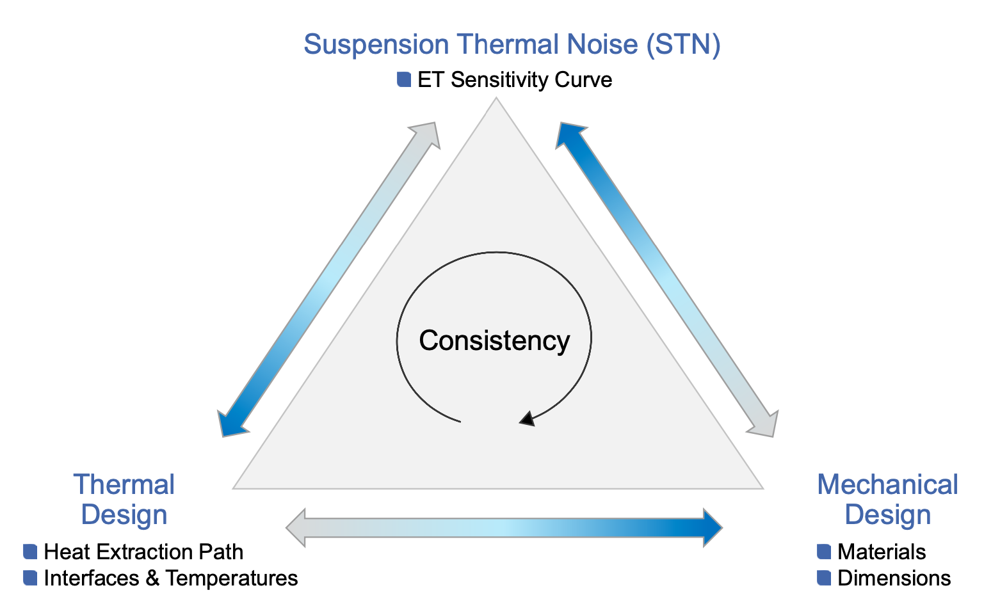 Suspension Thermal Noise (STN)
ET Sensitivity Curve
Consistency
Thermal
Design
Heat Extraction Path
Interfaces & Temperatures
Mechanical
Design
Materials
Dimensions